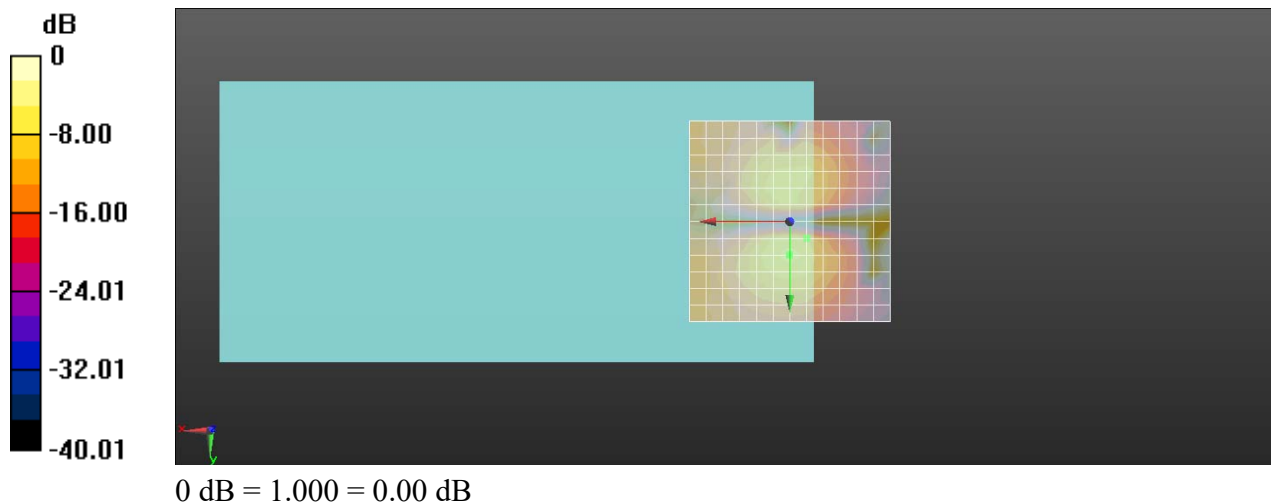 dB
0
-8.00
-16.00
-24.01
-32.01
-40.01
x
z
y
0 dB = 1.000 = 0.00 dB